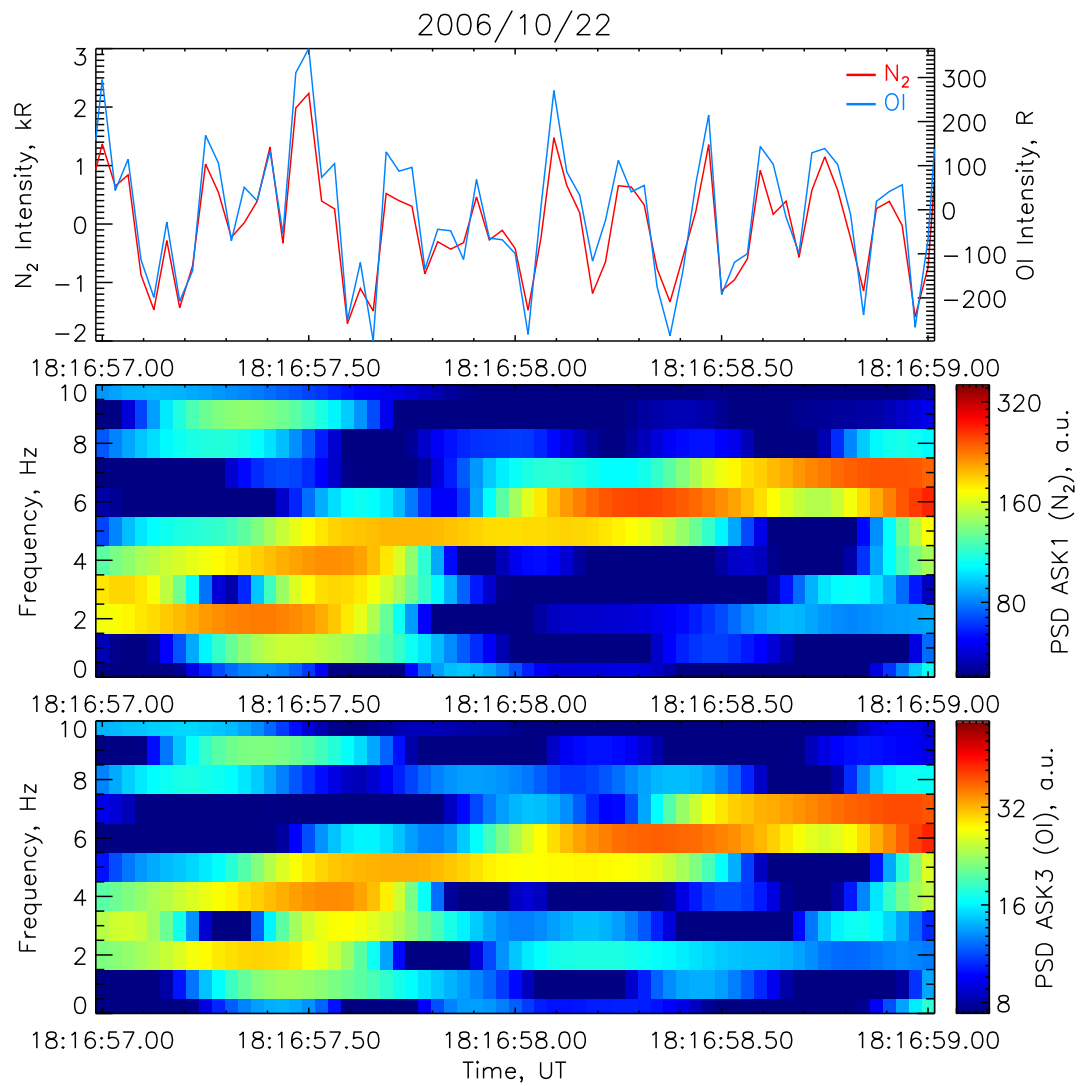 2006/10/22
N₂ Intensity, kR
3
2
1
0
−1
−2
N₂
OI
300
200
100
0
−100
−200
OI Intensity, R
18:16:57.00 18:16:57.50 18:16:58.00 18:16:58.50 18:16:59.00
Frequency, Hz
10
8
6
4
2
0
320
160
80
PSD ASK1 (N₂), a.u.
18:16:57.00 18:16:57.50 18:16:58.00 18:16:58.50 18:16:59.00
Frequency, Hz
10
8
6
4
2
0
32
16
8
PSD ASK3 (OI), a.u.
18:16:57.00 18:16:57.50 18:16:58.00 18:16:58.50 18:16:59.00
Time, UT